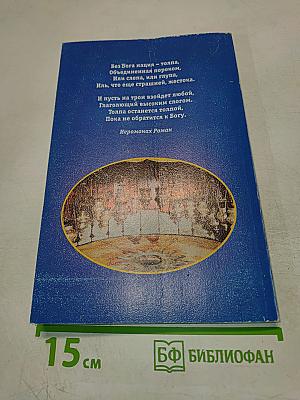 Без Бога нация – толпа,
Объединенная пороком,
Или слепа, или глупа,
Иль, что еще страшней, жестока.
И пусть на трон взойдет любой,
Глаголющий высоким слогом.
Толпа останется толпой,
Пока не обратится к Богу.
Иеромонах Роман
15 см
БФ БИБЛИОФАН